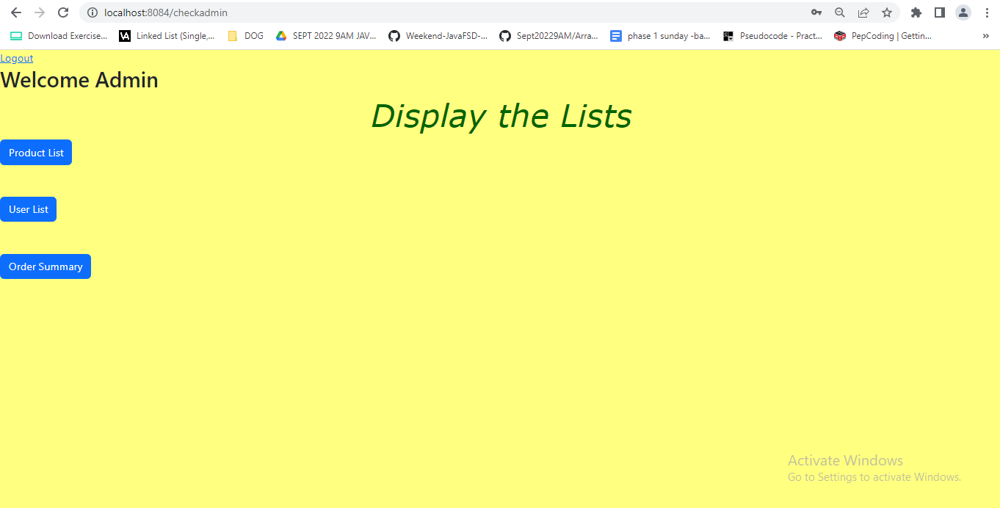 localhost:8084/checkadmin
Download Exercise... Linked List (Single,... DOG SEPT 2022 9AM JAV... Weekend-JavaFSD-... Sept20229AM/Arra... phase 1 sunday -ba... Pseudocode - Pract... PepCoding | Gettin... »
Logout
Welcome Admin
Display the Lists
Product List
User List
Order Summary
Activate Windows
Go to Settings to activate Windows.